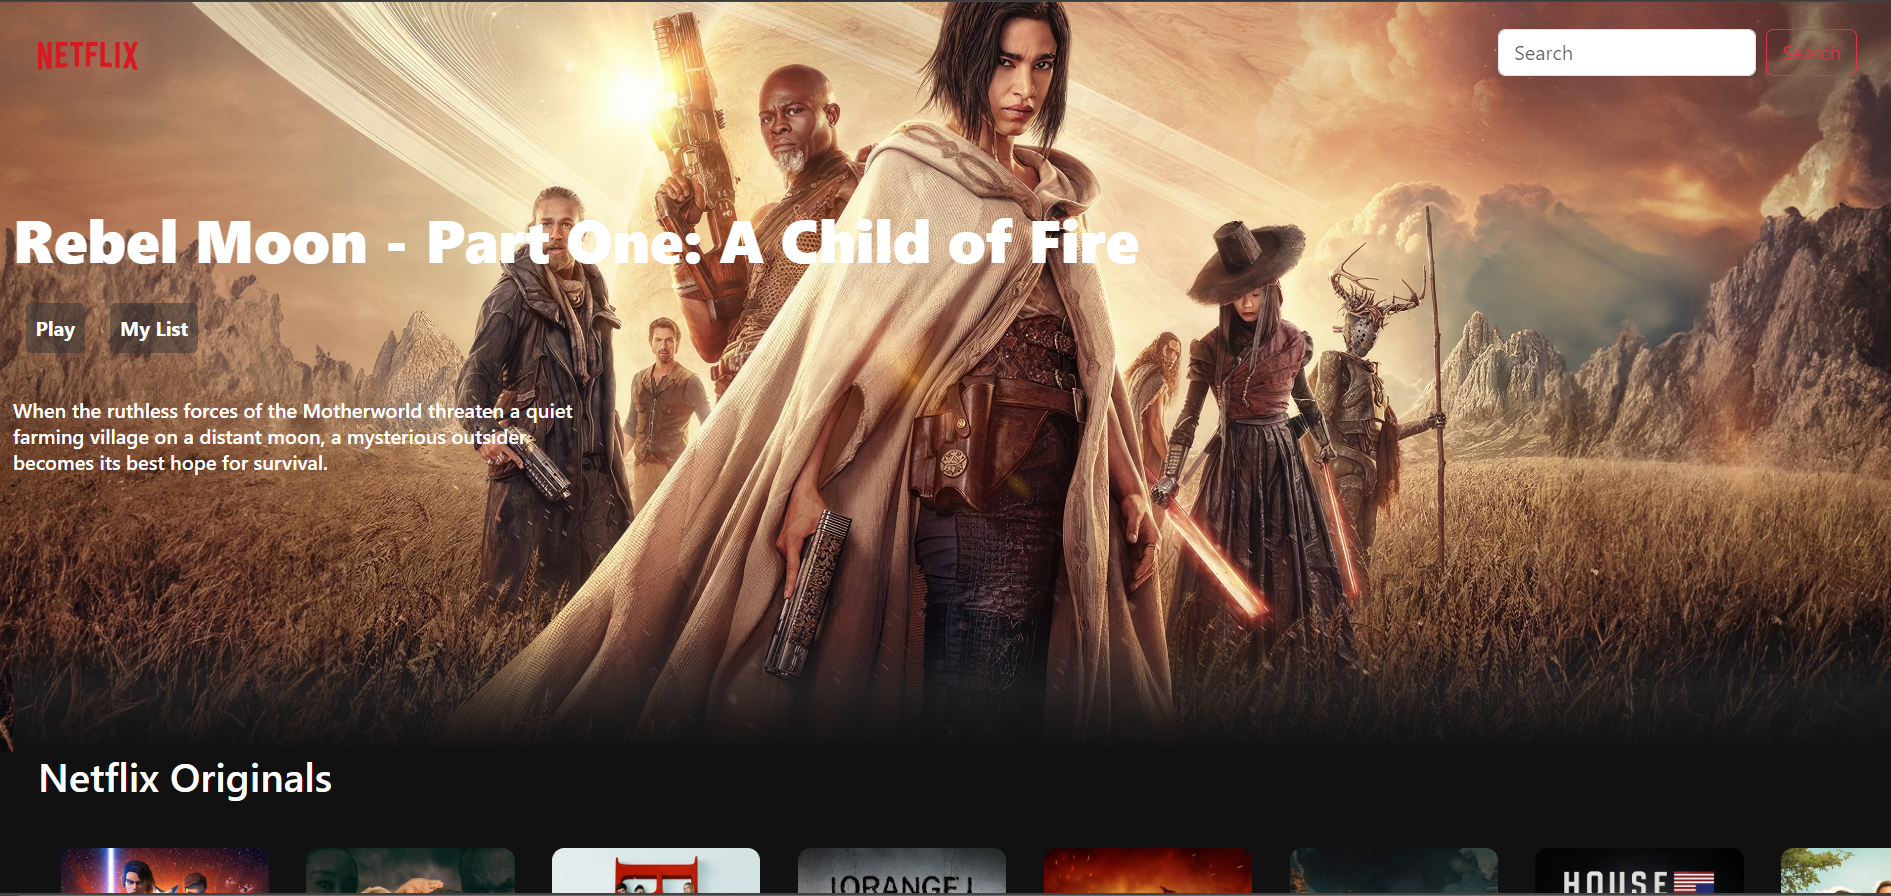 NETFLIX
Search
Search
Rebel Moon - Part One: A Child of Fire
Play
My List
When the ruthless forces of the Motherworld threaten a quiet
farming village on a distant moon, a mysterious outsider
becomes its best hope for survival.
Netflix Originals
ORANGE
HOUSE